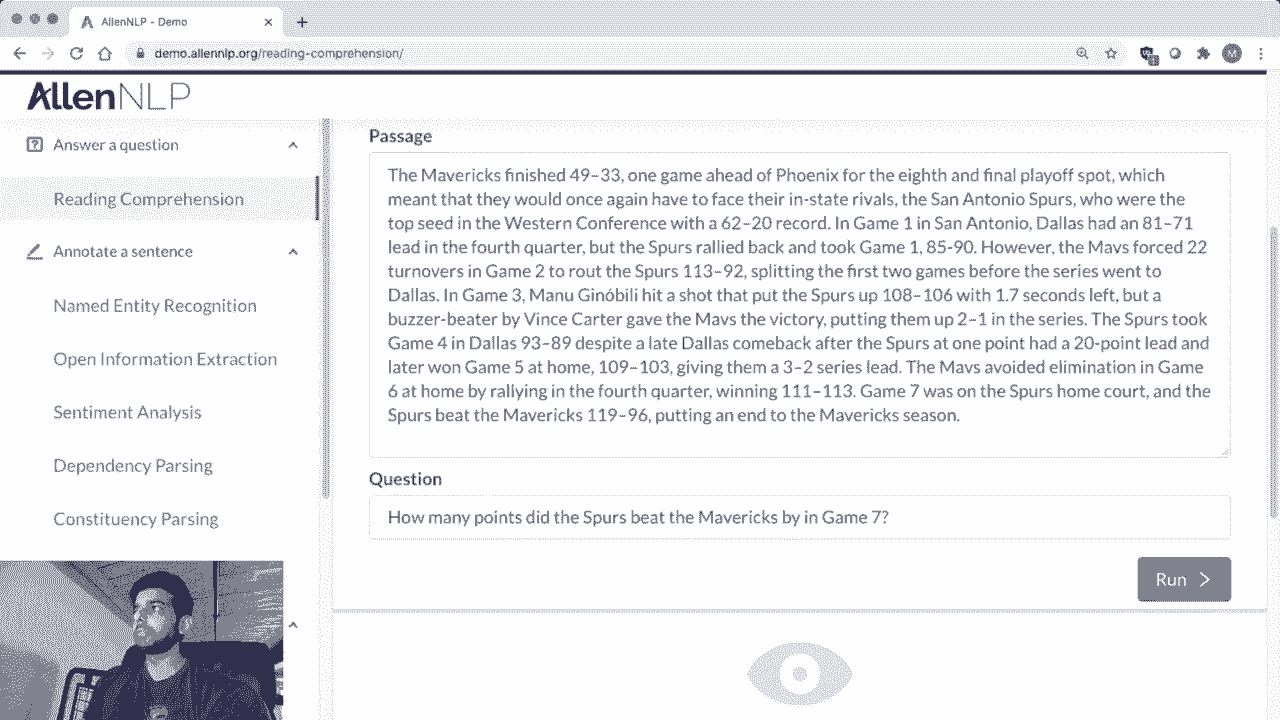 AllenNLP - Demo
demo.allennlp.org/reading-comprehension/
M
AllenNLP
Answer a question
Reading Comprehension
Annotate a sentence
Named Entity Recognition
Open Information Extraction
Sentiment Analysis
Dependency Parsing
Constituency Parsing
Passage
The Mavericks finished 49–33, one game ahead of Phoenix for the eighth and final playoff spot, which
meant that they would once again have to face their in-state rivals, the San Antonio Spurs, who were the
top seed in the Western Conference with a 62–20 record. In Game 1 in San Antonio, Dallas had an 81–71
lead in the fourth quarter, but the Spurs rallied back and took Game 1, 85-90. However, the Mavs forced 22
turnovers in Game 2 to rout the Spurs 113–92, splitting the first two games before the series went to
Dallas. In Game 3, Manu Ginóbili hit a shot that put the Spurs up 108–106 with 1.7 seconds left, but a
buzzer-beater by Vince Carter gave the Mavs the victory, putting them up 2–1 in the series. The Spurs took
Game 4 in Dallas 93–89 despite a late Dallas comeback after the Spurs at one point had a 20-point lead and
later won Game 5 at home, 109–103, giving them a 3–2 series lead. The Mavs avoided elimination in Game
6 at home by rallying in the fourth quarter, winning 111–113. Game 7 was on the Spurs home court, and the
Spurs beat the Mavericks 119–96, putting an end to the Mavericks season.
Question
How many points did the Spurs beat the Mavericks by in Game 7?
Run